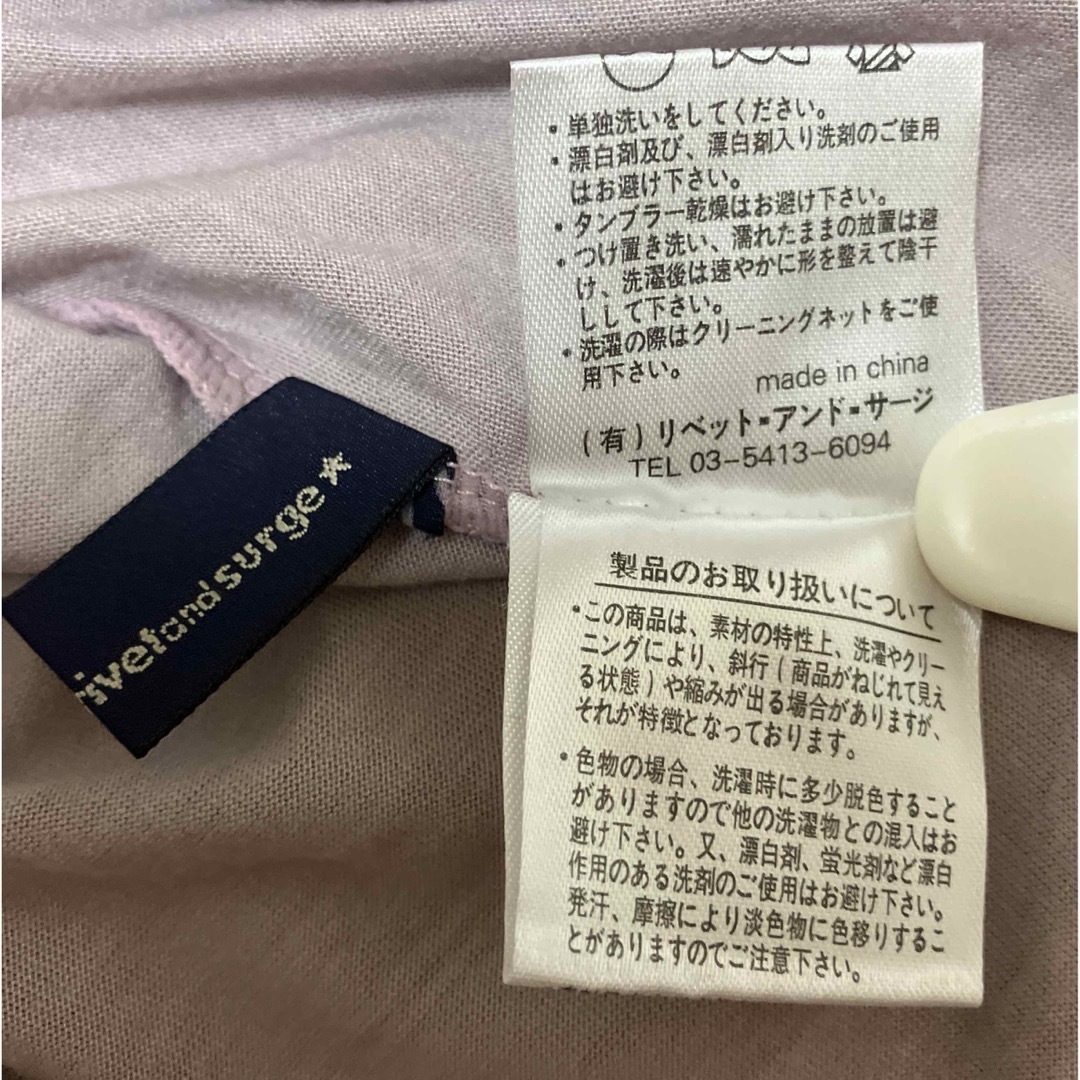 ・単独洗いをしてください。
・漂白剤及び、漂白剤入り洗剤のご使用
はお避け下さい。
・タンブラー乾燥はお避け下さい。
・つけ置き洗い、濡れたままの放置は避
け、洗濯後は速やかに形を整えて陰干
しして下さい。
・洗濯の際はクリーニングネットをご使
用下さい。
made in china
(有)リベット・アンド・サージ
TEL 03-5413-6094
rivetand'surge★
製品のお取り扱いについて
・この商品は、素材の特性上、洗濯やクリー
ニングにより、斜行(商品がねじれて見え
る状態)や縮みが出る場合がありますが、
それが特徴となっております。
・色物の場合、洗濯時に多少脱色すること
がありますので他の洗濯物との混入はお
避け下さい。又、漂白剤、蛍光剤など漂白
作用のある洗剤のご使用はお避け下さい。
発汗、摩擦により淡色物に色移りするこ
とがありますのでご注意下さい。